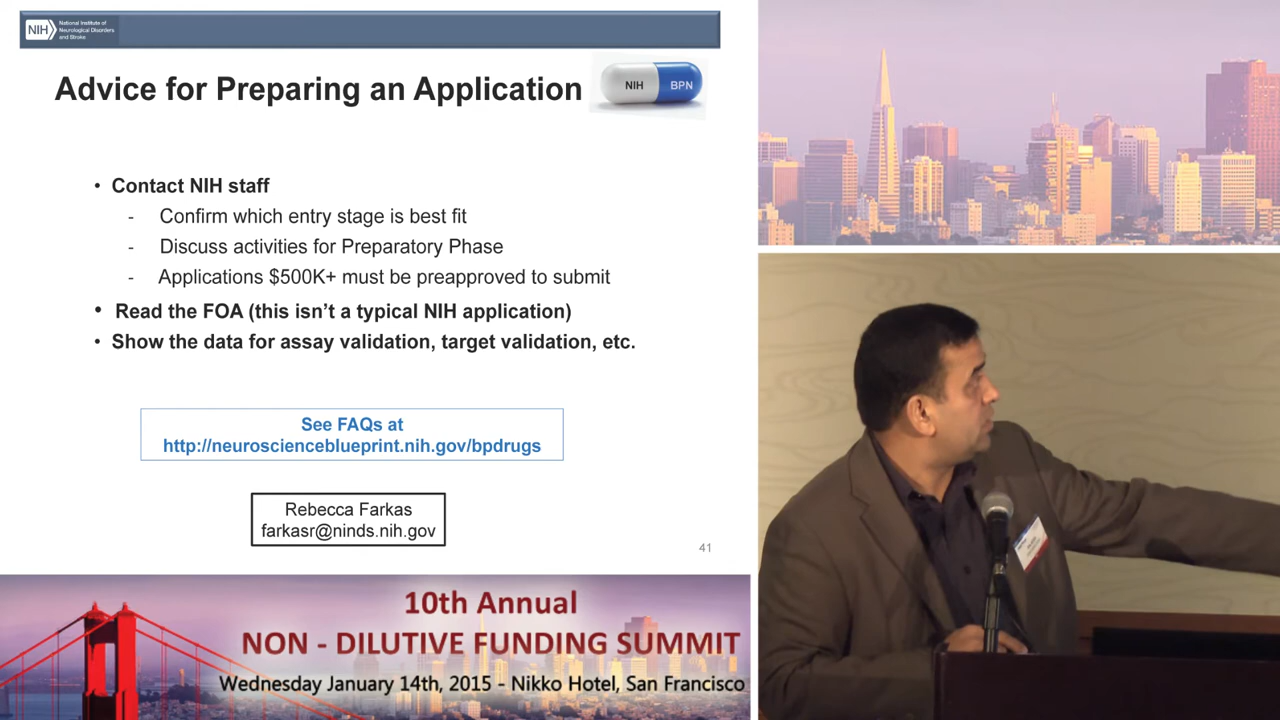 NIH
National Institute of
Neurological Disorders
and Stroke
Advice for Preparing an Application
NIH BPN
• Contact NIH staff
- Confirm which entry stage is best fit
- Discuss activities for Preparatory Phase
- Applications $500K+ must be preapproved to submit
• Read the FOA (this isn’t a typical NIH application)
• Show the data for assay validation, target validation, etc.
See FAQs at
http://neuroscienceblueprint.nih.gov/bpdrugs
Rebecca Farkas
farkasr@ninds.nih.gov
41
10th Annual
NON - DILUTIVE FUNDING SUMMIT
Wednesday January 14th, 2015 - Nikko Hotel, San Francisco